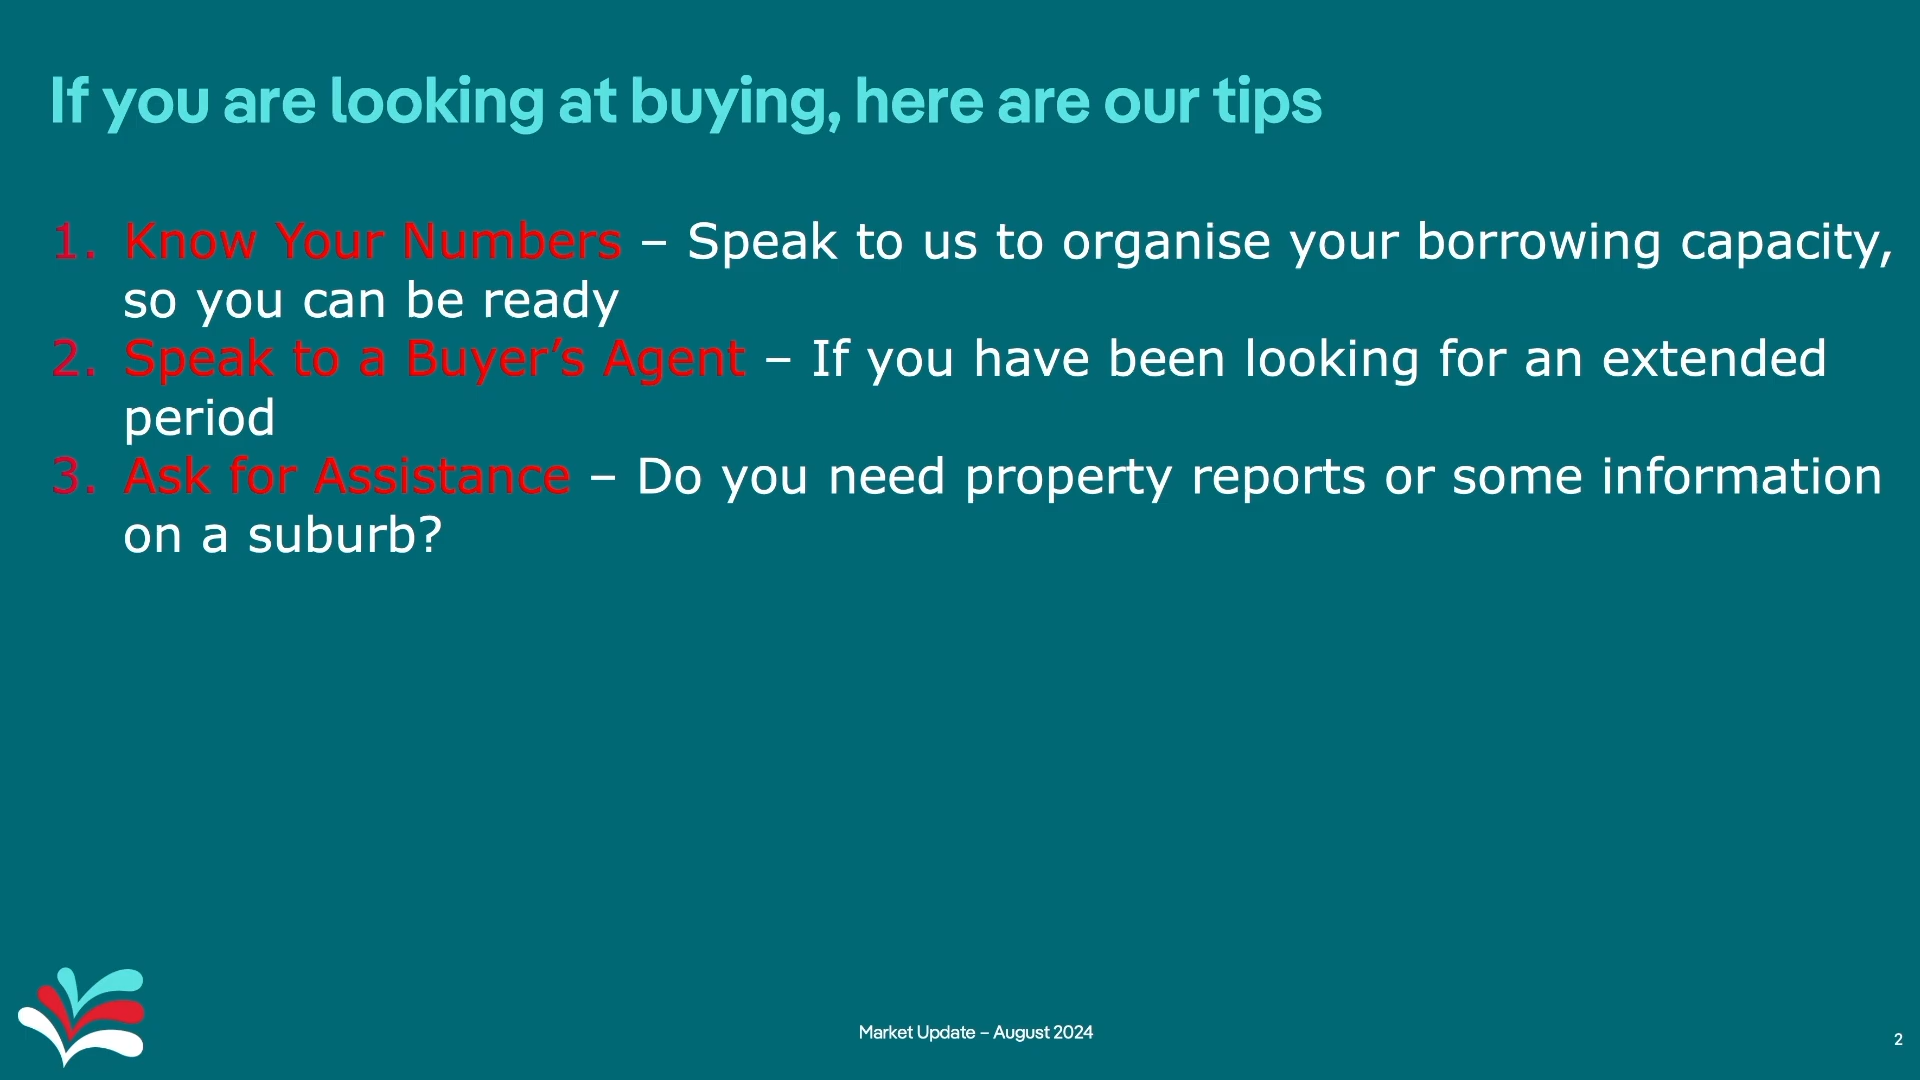 If you are looking at buying, here are our tips
1. Know Your Numbers – Speak to us to organise your borrowing capacity,
so you can be ready
2. Speak to a Buyer’s Agent – If you have been looking for an extended
period
3. Ask for Assistance – Do you need property reports or some information
on a suburb?
Market Update – August 2024
2